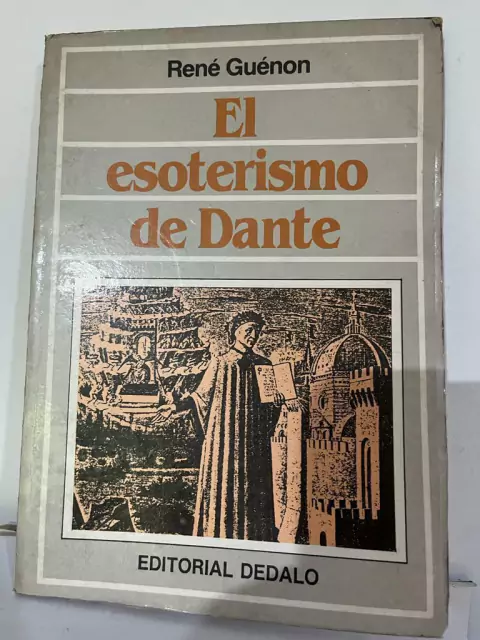 René Guénon
El
esoterismo
de Dante
EDITORIAL DEDALO